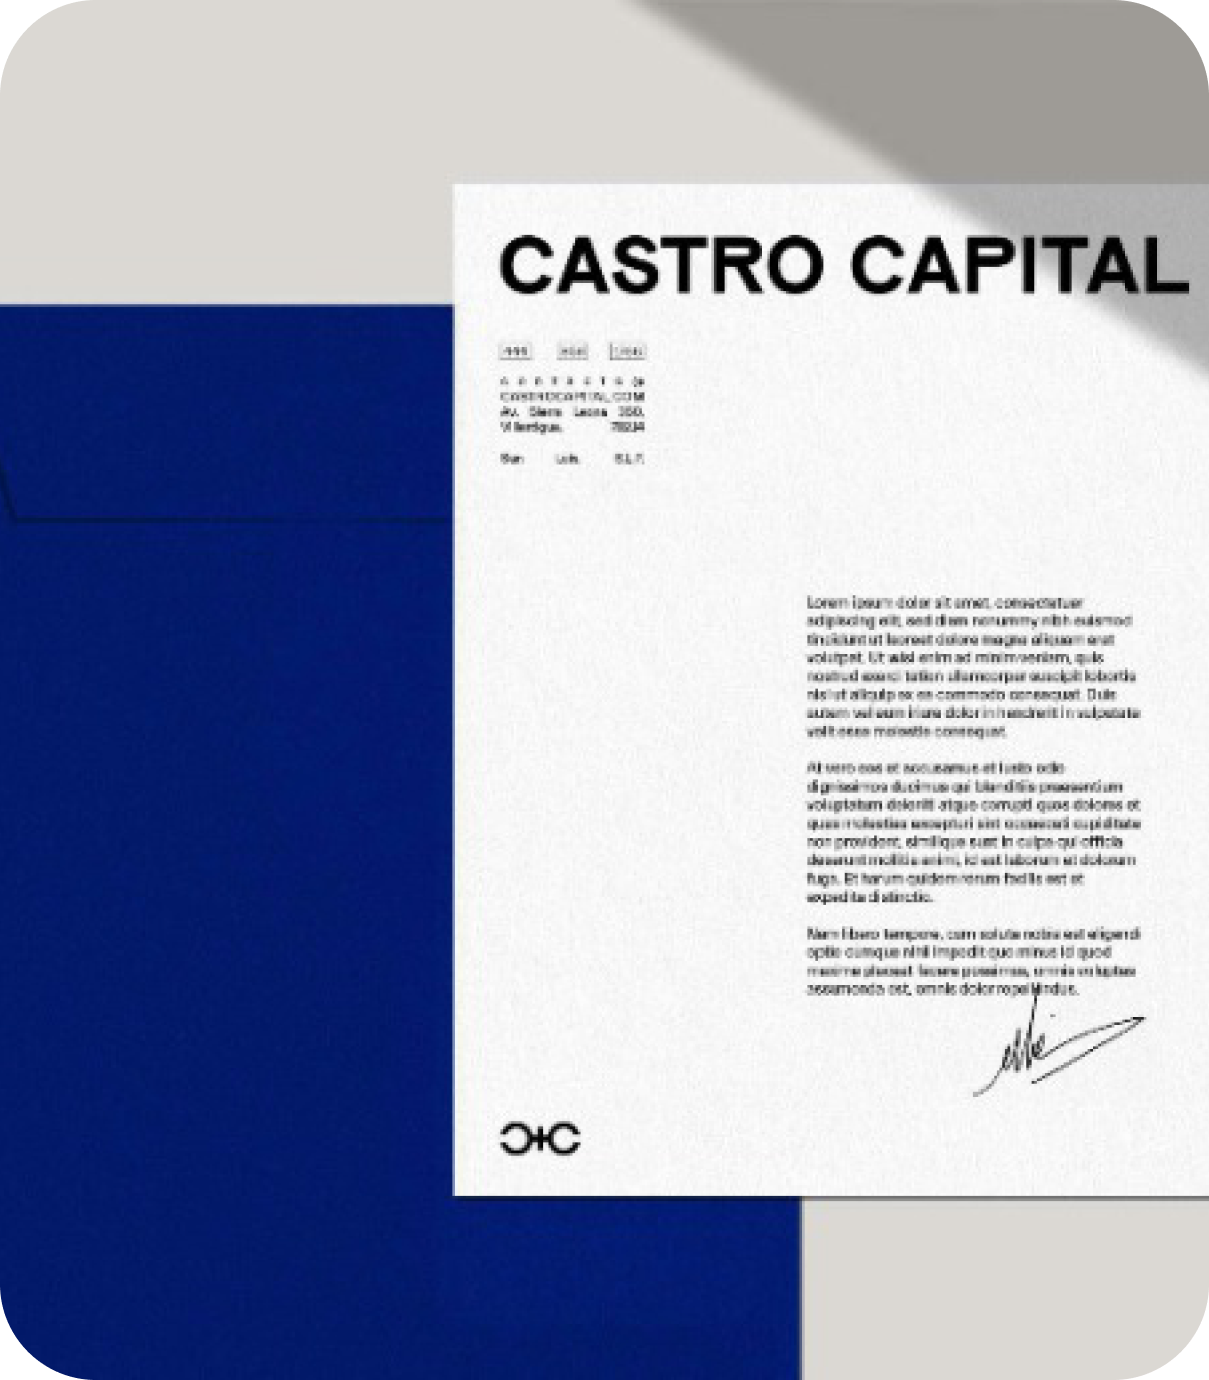 CASTRO CAPITAL
CASTROCAPITAL.COM
Av. Sierra Leona 350.
Villantigua.
San Luis. S.L.P.
Lorem ipsum dolor sit amet, consectetuer
adipiscing elit, sed diam nonummy nibh euismod
tincidunt ut laoreet dolore magna aliquam erat
volutpat. Ut wisi enim ad minim veniam, quis
nostrud exerci tation ullamcorper suscipit lobortis
nisl ut aliquip ex ea commodo consequat. Duis
autem vel eum iriure dolor in hendrerit in vulputate
velit esse molestie consequat.
At vero eos et accusamus et iusto odio
dignissimos ducimus qui blanditiis praesentium
voluptatum deleniti atque corrupti quos dolores et
quas molestias excepturi sint occaecati cupiditate
non provident, similique sunt in culpa qui officia
deserunt mollitia animi, id est laborum et dolorum
fuga. Et harum quidem rerum facilis est et
expedita distinctio.
Nam libero tempore, cum soluta nobis est eligendi
optio cumque nihil impedit quo minus id quod
maxime placeat facere possimus, omnis voluptas
assumenda est, omnis dolor repellendus.